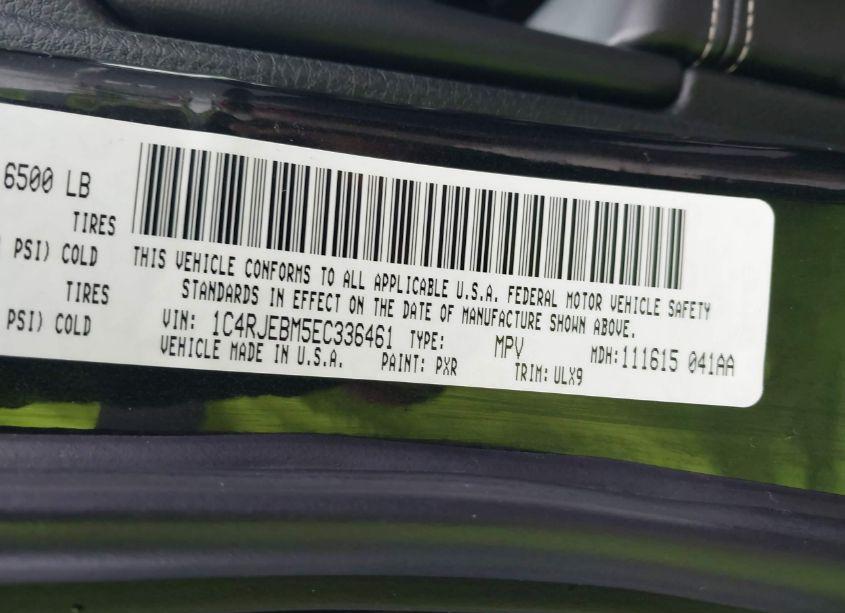 6500 LB
TIRES
PSI) COLD
TIRES
PSI) COLD
THIS VEHICLE CONFORMS TO ALL APPLICABLE U.S.A. FEDERAL MOTOR VEHICLE SAFETY
STANDARDS IN EFFECT ON THE DATE OF MANUFACTURE SHOWN ABOVE.
VIN: 1C4RJEBM5EC336461 TYPE: MPV MDH:111615 041AA
VEHICLE MADE IN U.S.A. PAINT: PXR TRIM: ULX9